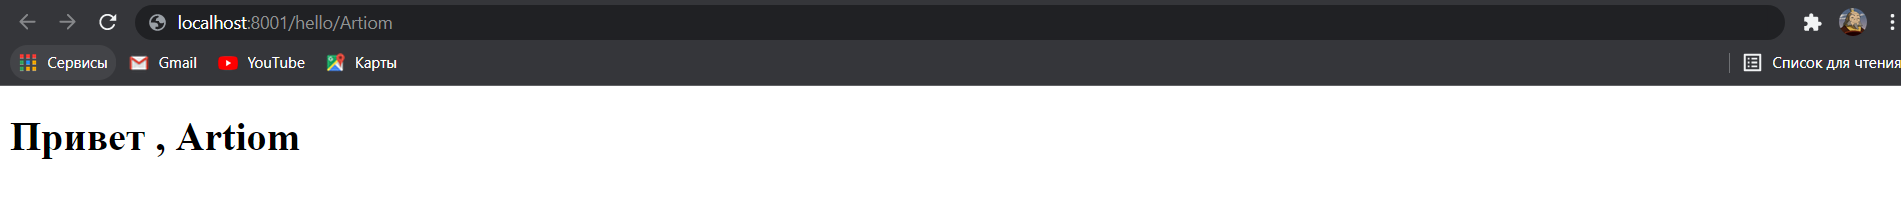 localhost:8001/hello/Artiom
Сервисы Gmail YouTube Карты Список для чтения
Привет , Artiom